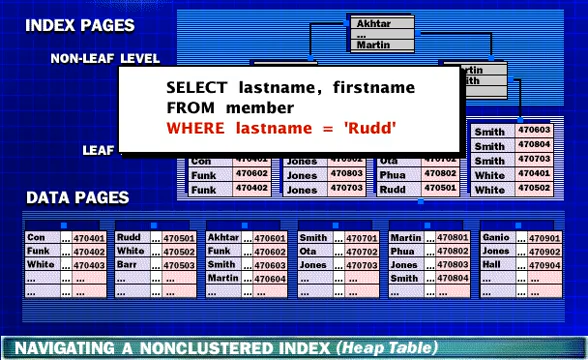 INDEX PAGES
Akhtar
...
Martin
NON-LEAF LEVEL
SELECT lastname, firstname
FROM member
WHERE lastname = 'Rudd'
LEAF
Smith 470603
Smith 470804
Smith 470703
White 470401
White 470502
Con 470401
Funk 470602
Funk 470402
Jones 470802
Jones 470703
Ota 470702
Phua 470802
Rudd 470501
DATA PAGES
Con ... 470401
Funk ... 470402
White ... 470403
... ...
... ...
Rudd ... 470501
White ... 470502
Barr ... 470503
... ...
... ...
Akhtar ... 470601
Funk ... 470602
Smith ... 470603
Martin ... 470604
... ...
Smith ... 470701
Ota ... 470702
Jones ... 470703
... ...
... ...
Martin ... 470801
Phua ... 470802
Jones ... 470803
Smith ... 470804
... ...
Ganio ... 470901
Jones ... 470902
Hall ... 470904
... ...
... ...
NAVIGATING A NONCLUSTERED INDEX (Heap Table)